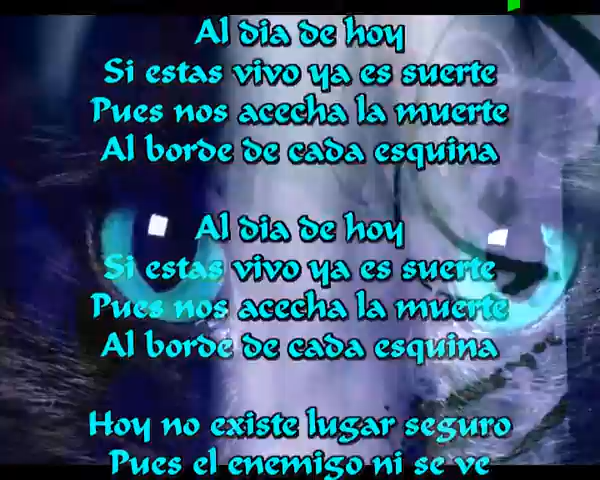 Al dia de hoy
Si estas vivo ya es suerte
Pues nos acecha la muerte
Al borde de cada esquina
Al dia de hoy
Si estas vivo ya es suerte
Pues nos acecha la muerte
Al borde de cada esquina
Hoy no existe lugar seguro
Pues el enemigo ni se ve